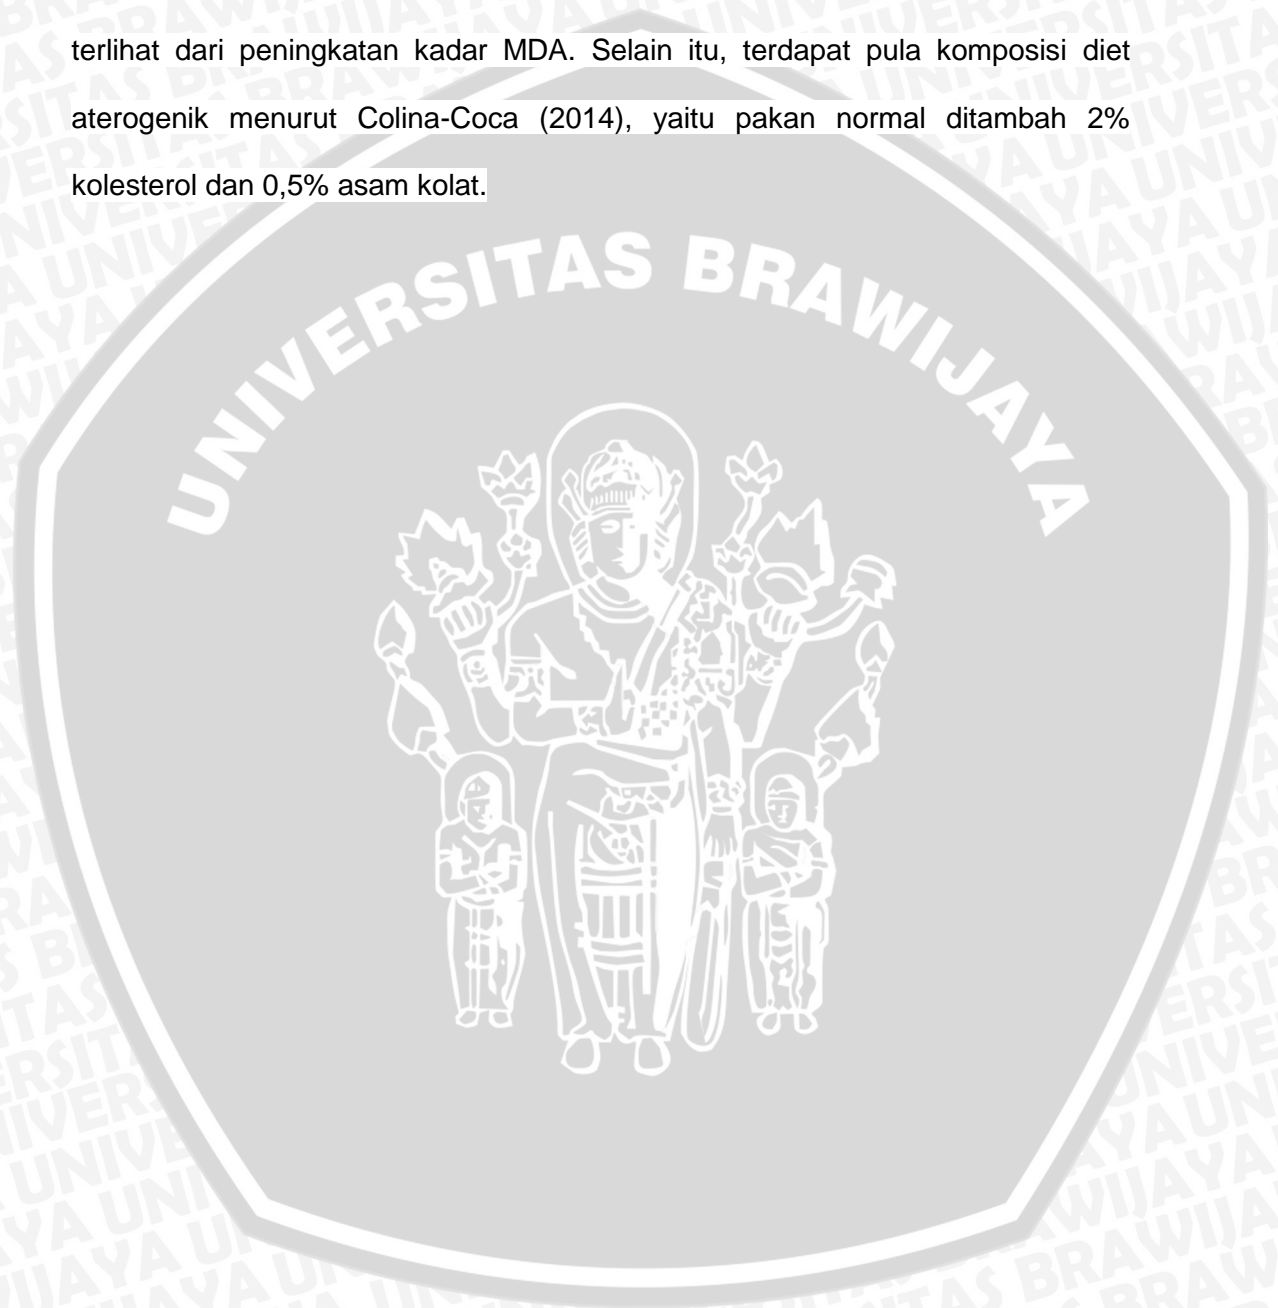 terlihat dari peningkatan kadar MDA. Selain itu, terdapat pula komposisi diet
aterogenik menurut Colina-Coca (2014), yaitu pakan normal ditambah 2%
kolesterol dan 0,5% asam kolat.
UNIVERSITAS BRAWIJAYA